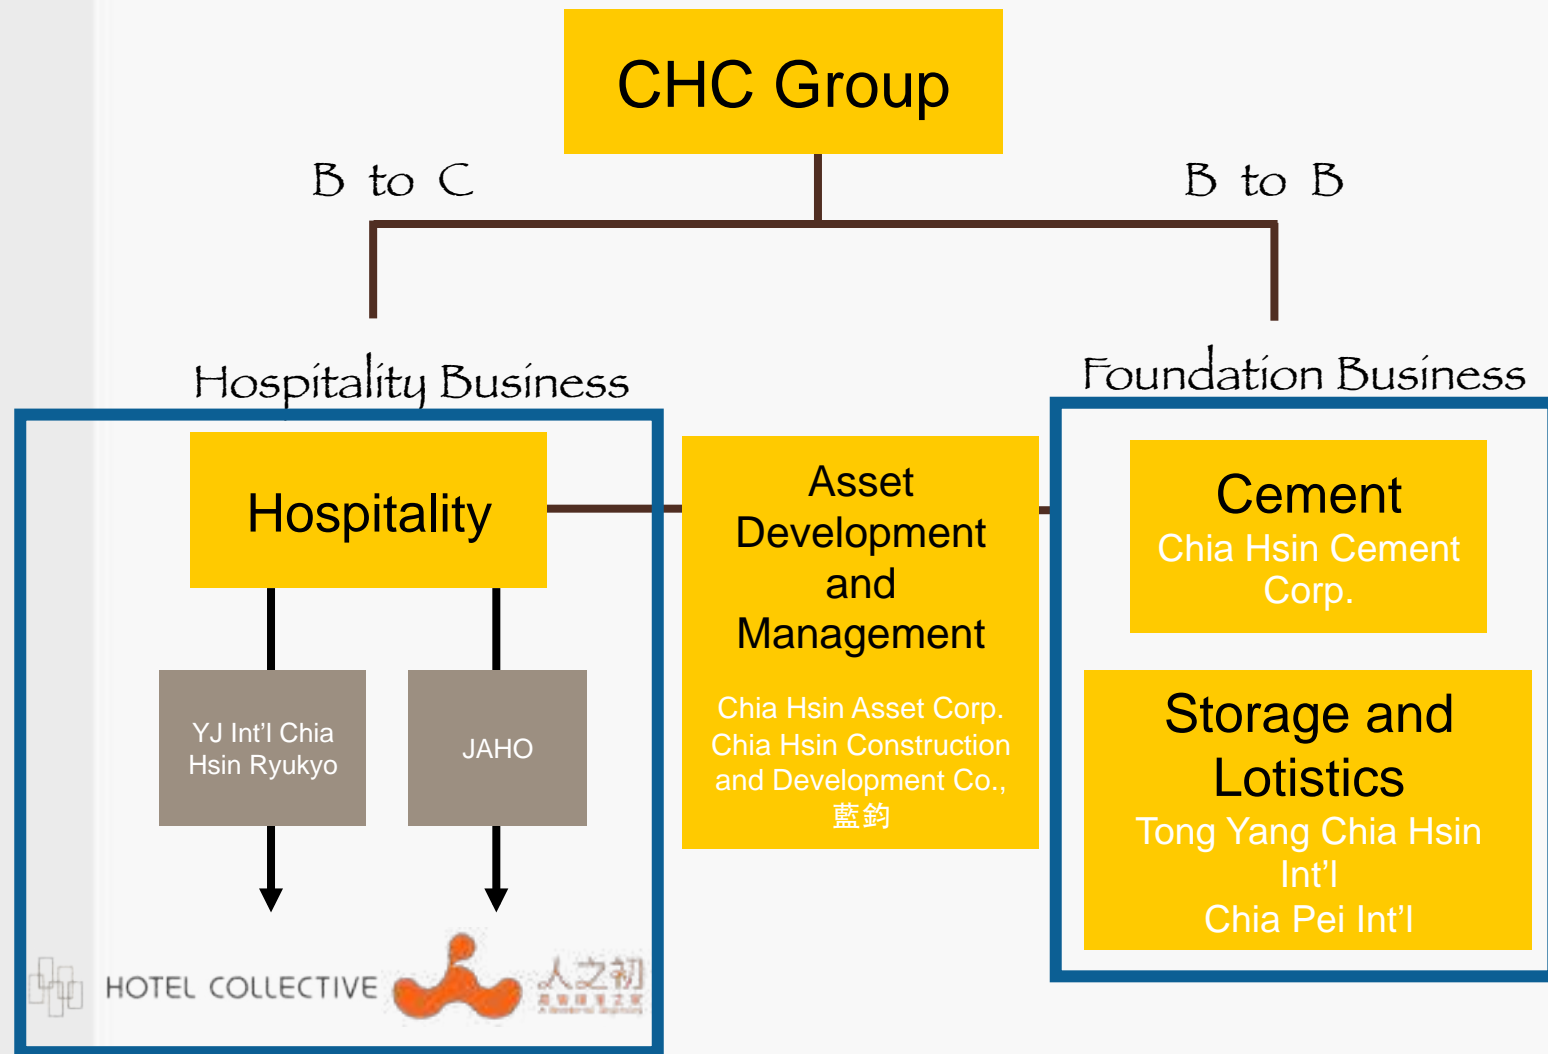 CHC Group
B to C
B to B
Hospitality Business
Foundation Business
Hospitality
Asset
Development
and
Management
Chia Hsin Asset Corp.
Chia Hsin Construction
and Development Co.,
藍鈞
Cement
Chia Hsin Cement
Corp.
Storage and
Lotistics
Tong Yang Chia Hsin
Int'l
Chia Pei Int'l
YJ Int'l Chia
Hsin Ryukyo
JAHO
HOTEL COLLECTIVE
人之初